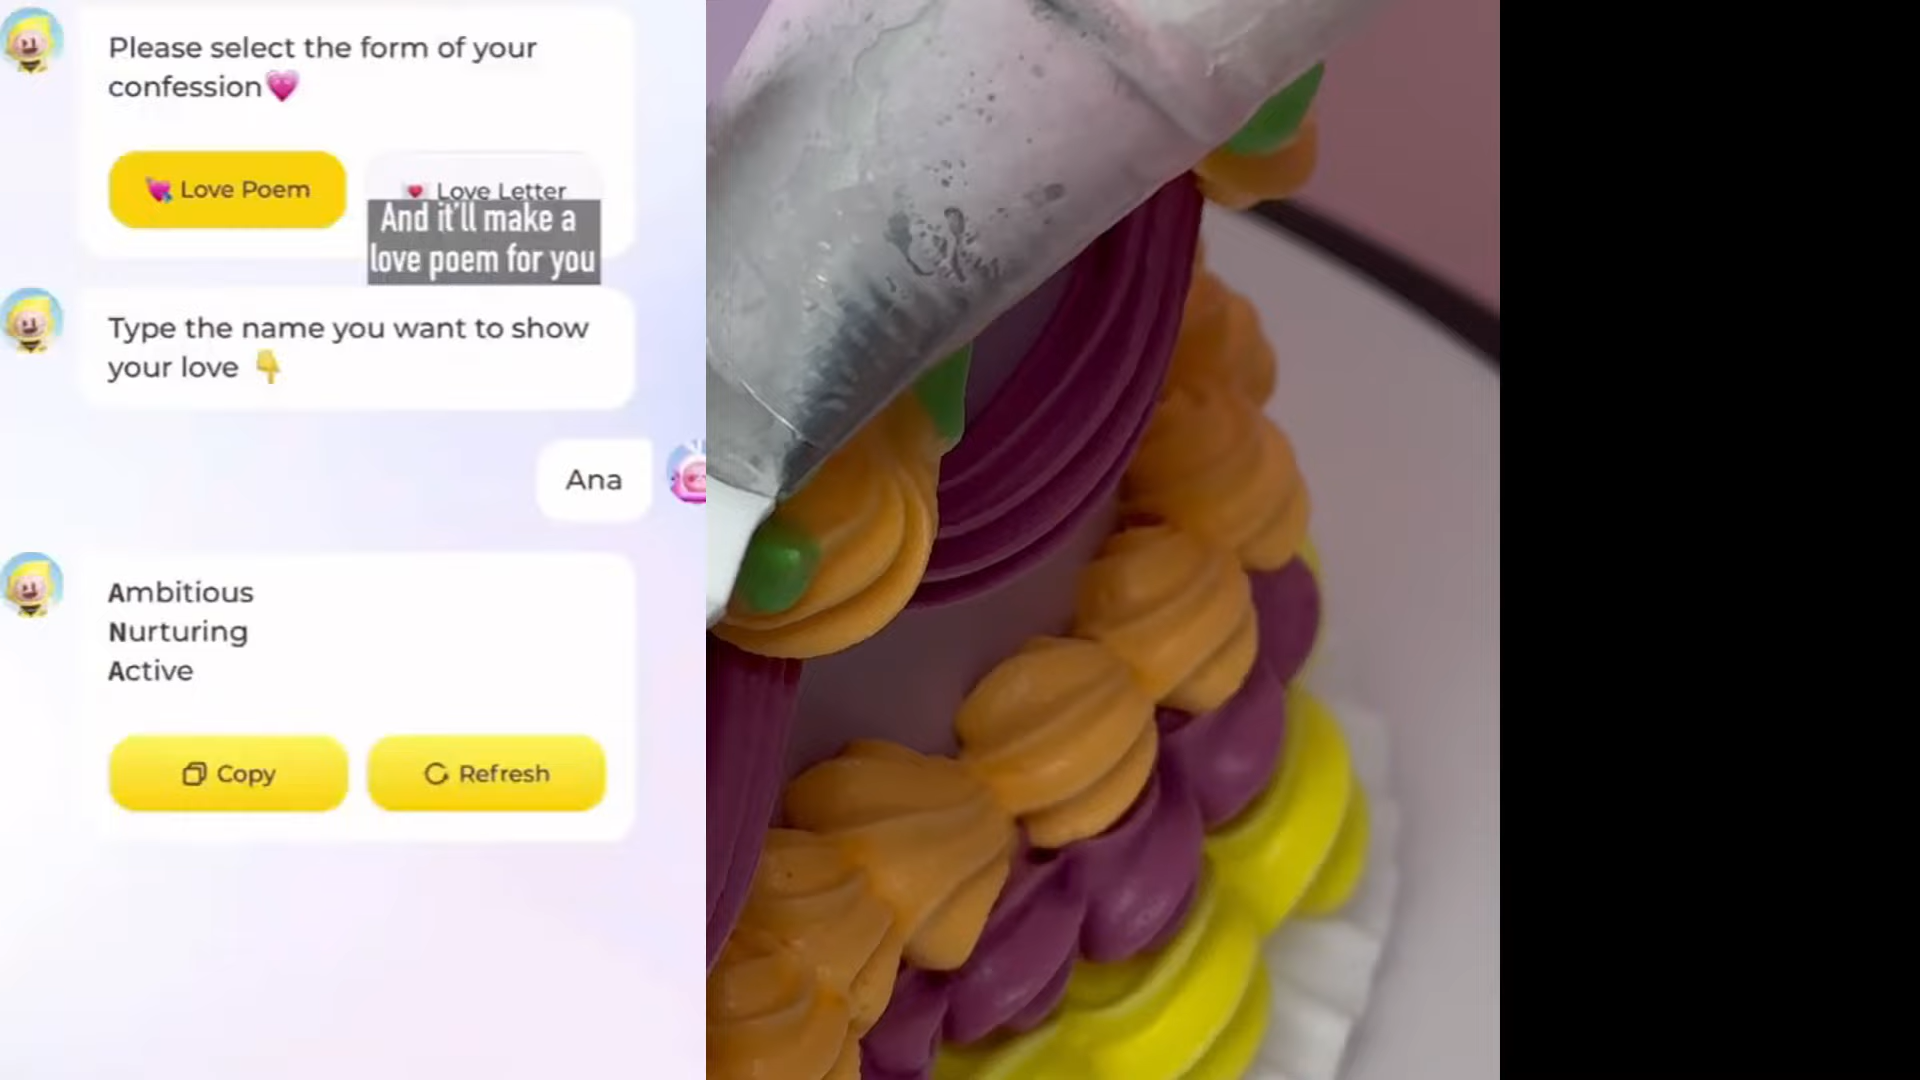 Please select the form of your
confession
Love Poem
Love Letter
And it'll make a
love poem for you
Type the name you want to show
your love
Ana
Ambitious
Nurturing
Active
Copy
Refresh